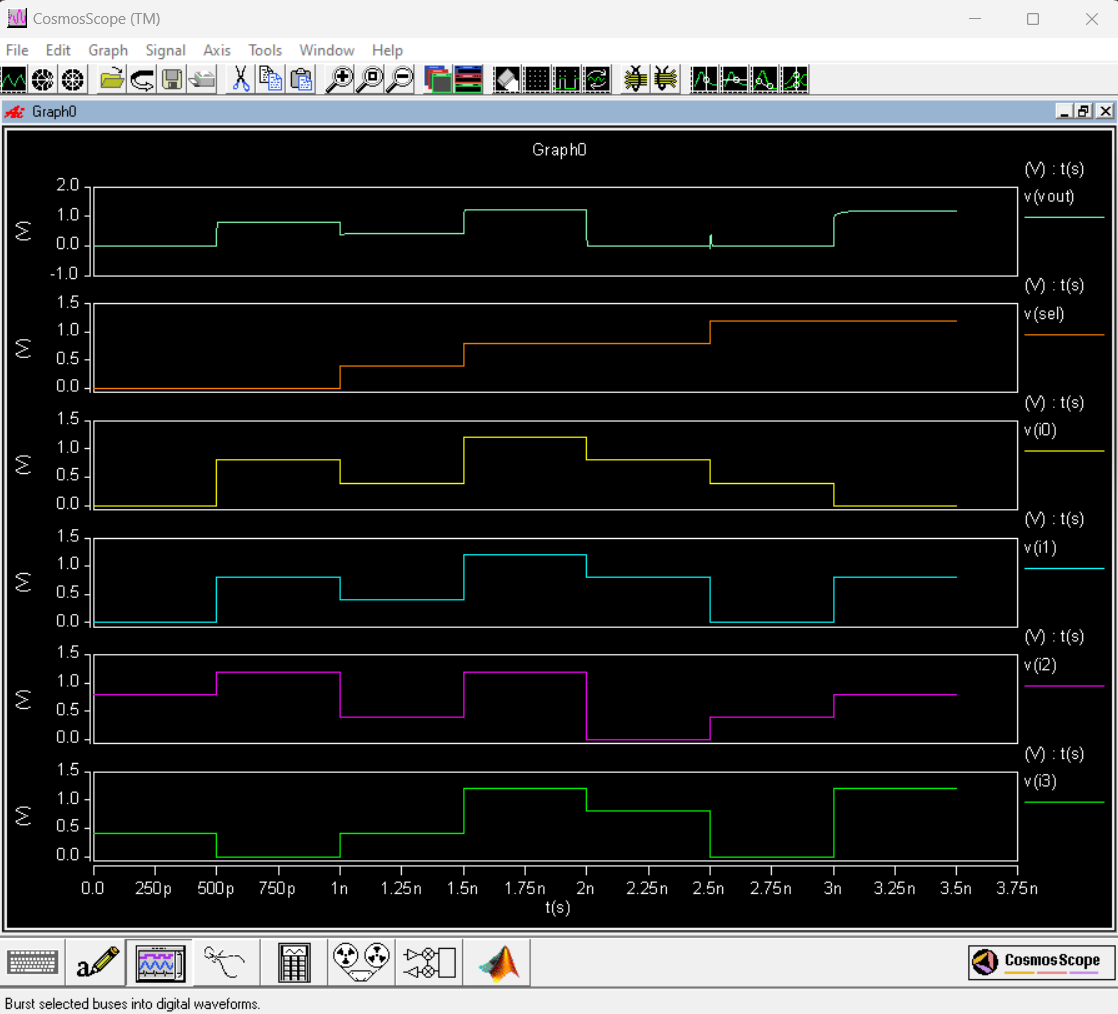 CosmosScope (TM)
File Edit Graph Signal Axis Tools Window Help
Graph0
Graph0
(V) : t(s)
v(vout)
2.0
1.0
0.0
-1.0
(V)
(V) : t(s)
v(sel)
1.5
1.0
0.5
0.0
(V)
(V) : t(s)
v(i0)
1.5
1.0
0.5
0.0
(V)
(V) : t(s)
v(i1)
1.5
1.0
0.5
0.0
(V)
(V) : t(s)
v(i2)
1.5
1.0
0.5
0.0
(V)
(V) : t(s)
v(i3)
1.5
1.0
0.5
0.0
(V)
0.0 250p 500p 750p 1n 1.25n 1.5n 1.75n 2n 2.25n 2.5n 2.75n 3n 3.25n 3.5n 3.75n
t(s)
a
CosmosScope
Burst selected buses into digital waveforms.